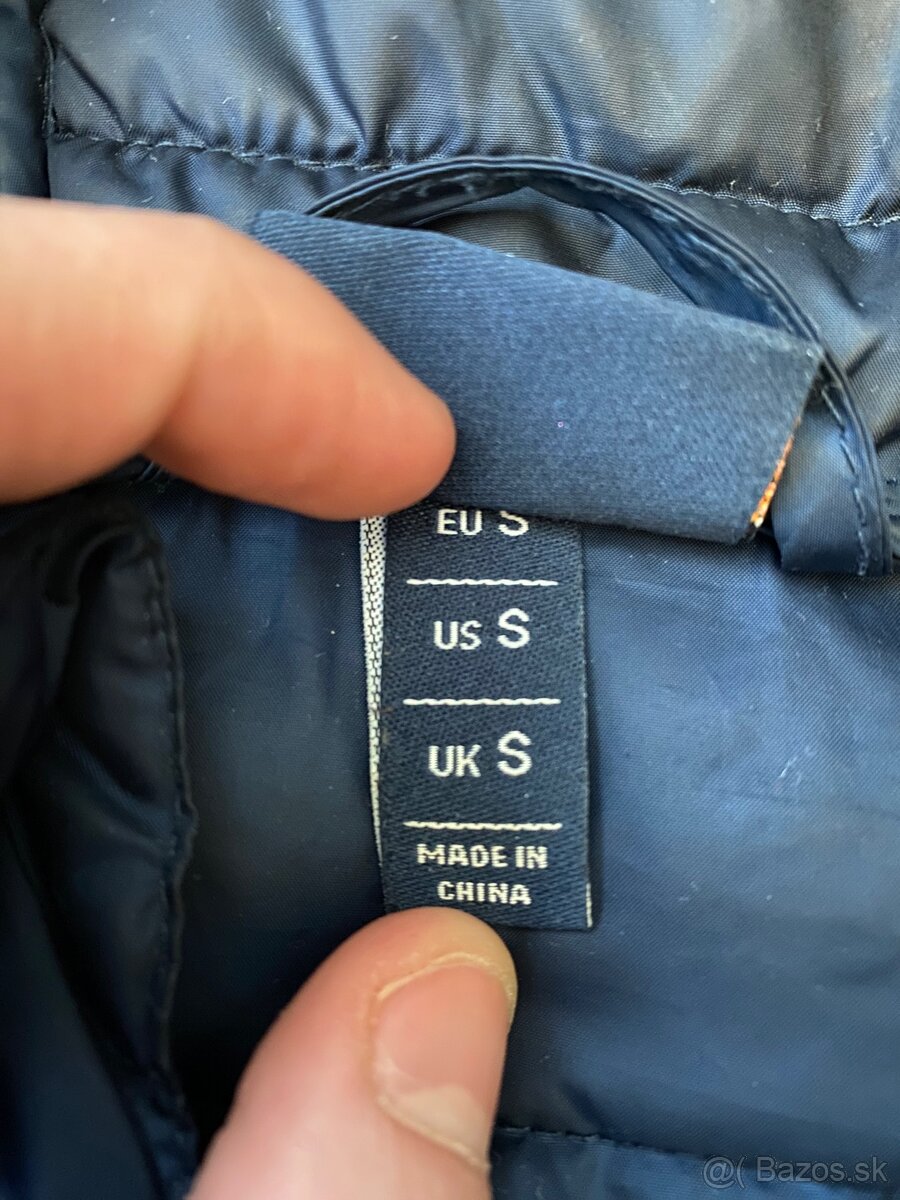 EU S
US S
UK S
MADE IN
CHINA
@( Bazos.sk